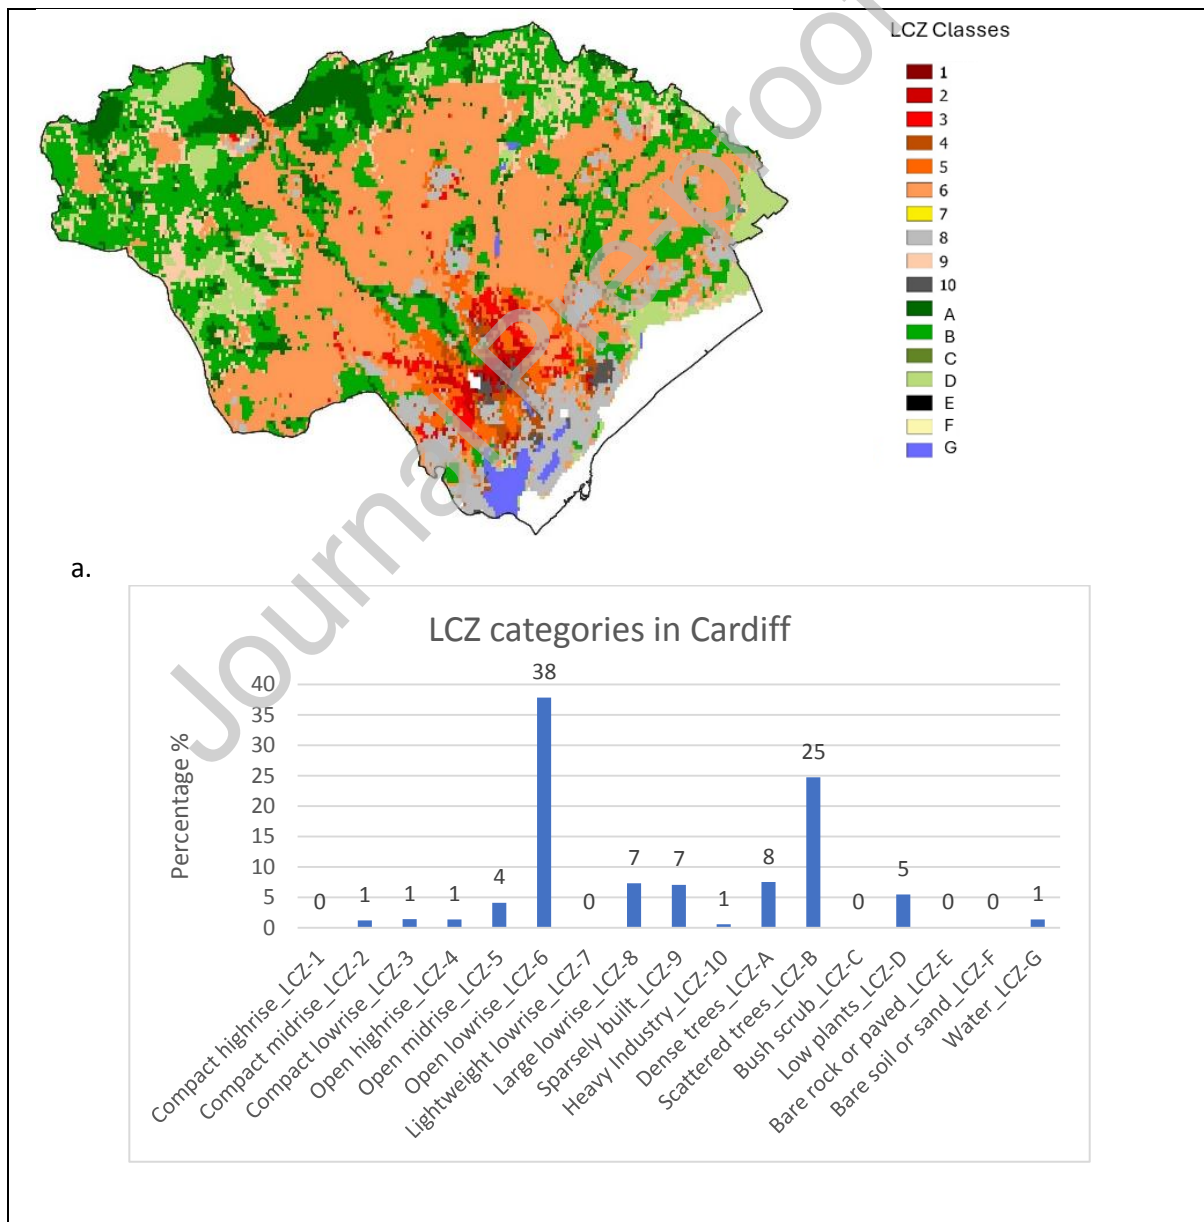 LCZ Classes
1
2
3
4
5
6
7
8
9
10
A
B
C
D
E
F
G
Journal Pre-proof
a.
LCZ categories in Cardiff
Percentage %
40
35
30
25
20
15
10
5
0
0
1
1
1
4
38
0
7
7
1
8
25
0
5
0
0
1
Compact highrise_LCZ-1
Compact midrise_LCZ-2
Compact lowrise_LCZ-3
Open highrise_LCZ-4
Open midrise_LCZ-5
Open lowrise_LCZ-6
Lightweight lowrise_LCZ-7
Large lowrise_LCZ-8
Sparsely built_LCZ-9
Heavy Industry_LCZ-10
Dense trees_LCZ-A
Scattered trees_LCZ-B
Bush scrub_LCZ-C
Low plants_LCZ-D
Bare rock or paved_LCZ-E
Bare soil or sand_LCZ-F
Water_LCZ-G